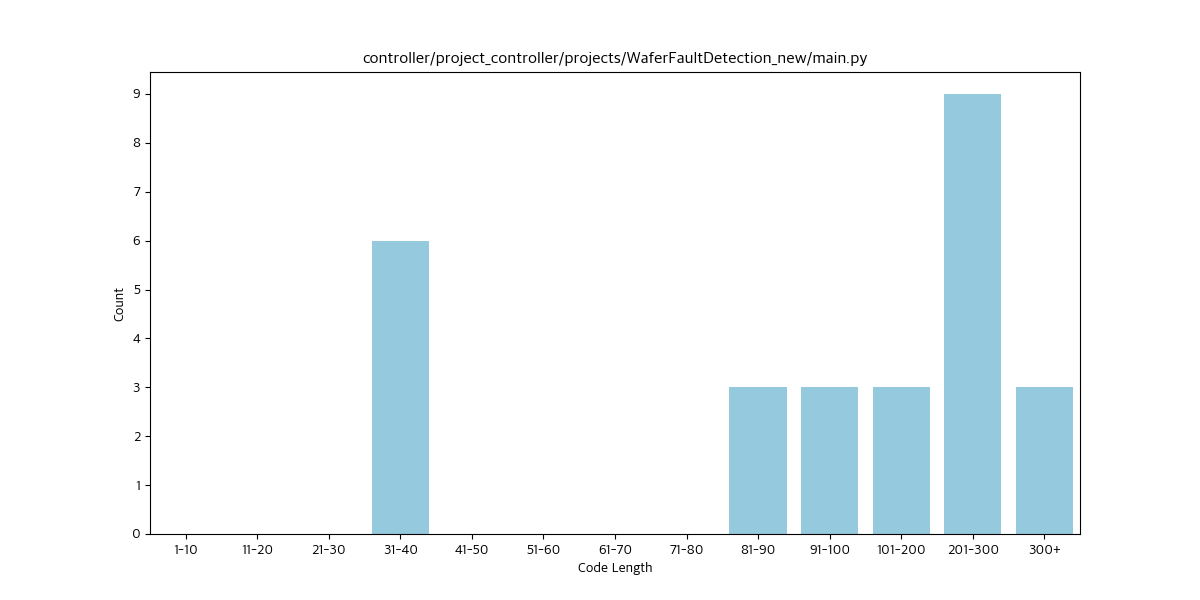 controller/project_controller/projects/WaferFaultDetection_new/main.py
9
8
7
6
5
4
3
2
1
0
Count
1-10 11-20 21-30 31-40 41-50 51-60 61-70 71-80 81-90 91-100 101-200 201-300 300+
Code Length